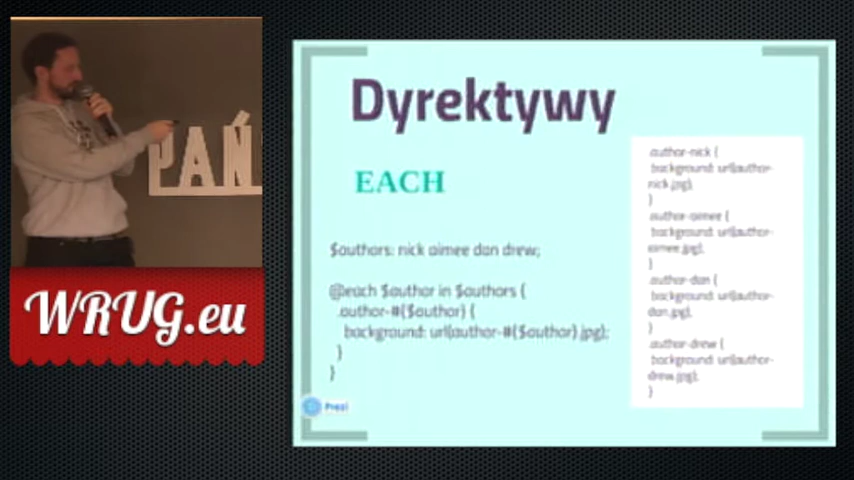 PAŃ
WRUG.eu
Dyrektywy
EACH
$authors: nick aimee dan drew;
@each $author in $authors {
.author-#{$author} {
background: url(author-#{$author}.jpg);
}
}
Prezi
.author-nick {
background: url(author-
nick.jpg);
}
.author-aimee {
background: url(author-
aimee.jpg);
}
.author-dan {
background: url(author-
dan.jpg);
}
.author-drew {
background: url(author-
drew.jpg);
}